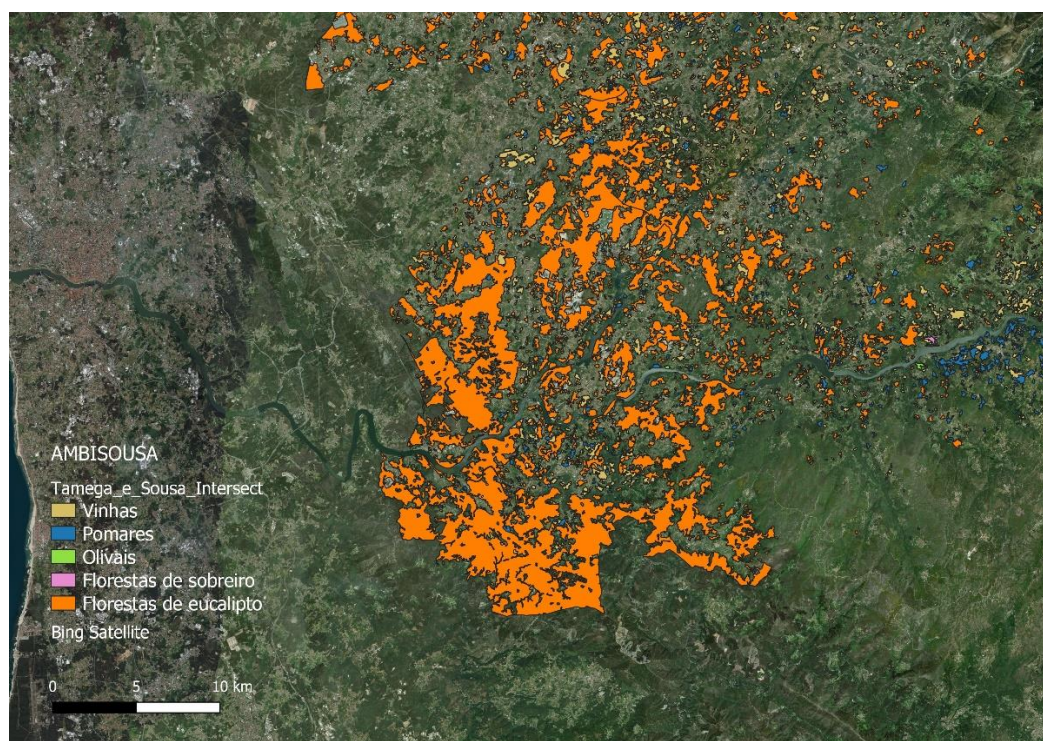 AMBISOUSA
Tamega_e_Sousa_Intersect
Vinhas
Pomares
Olivais
Florestas de sobreiro
Florestas de eucalipto
Bing Satellite
0 5 10 km